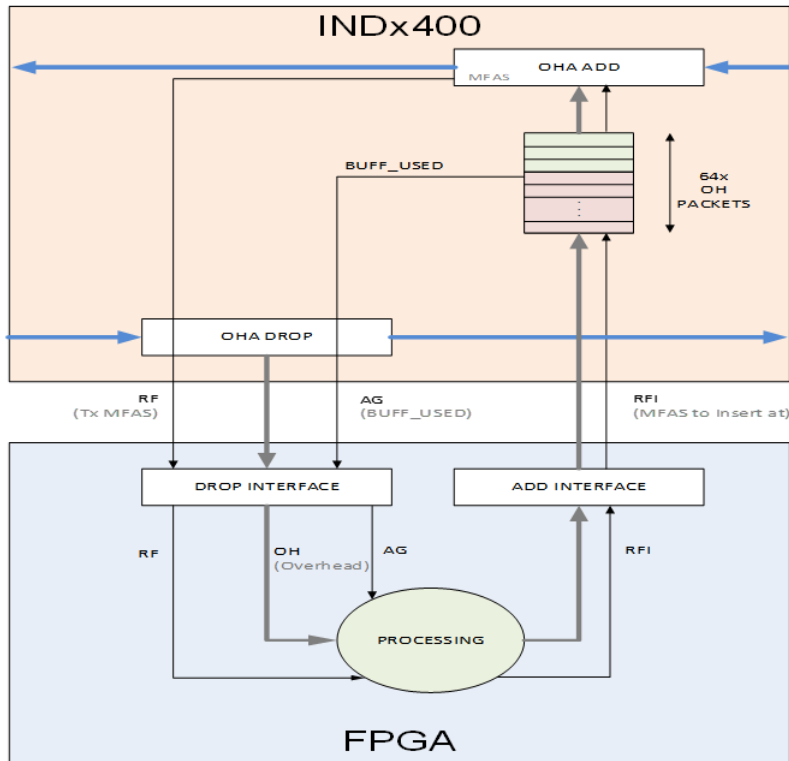 INDx400
OHA ADD
MFAS
BUFF_USED
64x
OH
PACKETS
OHA DROP
RF
(Tx MFAS)
AG
(BUFF_USED)
RFI
(MFAS to Insert at)
DROP INTERFACE
ADD INTERFACE
RF
OH
(Overhead)
AG
RFI
PROCESSING
FPGA